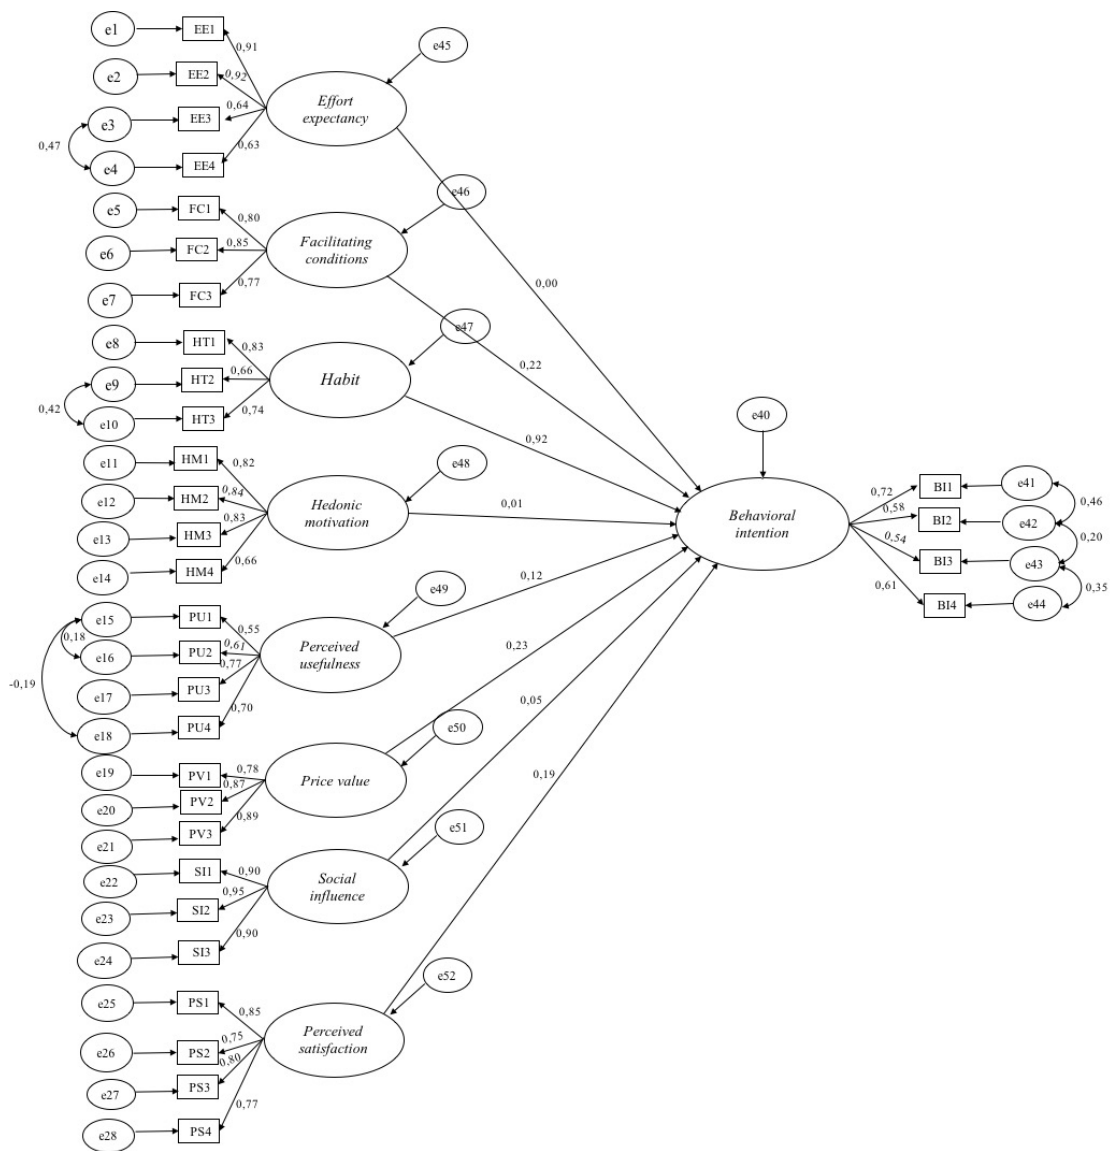 e1
EE1
0,91
e45
e2
EE2
0,92
Effort
expectancy
e3
EE3
0,64
0,47
e4
EE4
0,63
e46
e5
FC1
0,80
Facilitating
conditions
e6
FC2
0,85
e7
FC3
0,77
0,00
e47
e8
HT1
0,83
0,22
e9
HT2
0,66
Habit
0,42
e10
HT3
0,74
0,92
e40
e11
HM1
0,82
e48
e12
HM2
0,84
Hedonic
motivation
0,01
e13
HM3
0,83
e14
HM4
0,66
Behavioral
intention
0,72
BI1
e41
0,46
0,58
BI2
e42
0,20
0,54
BI3
e43
0,35
0,61
BI4
e44
0,12
e49
e15
PU1
0,55
0,18
e16
PU2
0,61
Perceived
usefulness
0,23
-0,19
e17
PU3
0,77
e18
PU4
0,70
0,05
e50
e19
PV1
0,78
Price value
0,19
e20
PV2
0,87
e21
PV3
0,89
e51
e22
SI1
0,90
Social
influence
e23
SI2
0,95
e24
SI3
0,90
e52
e25
PS1
0,85
Perceived
satisfaction
e26
PS2
0,75
e27
PS3
0,80
e28
PS4
0,77